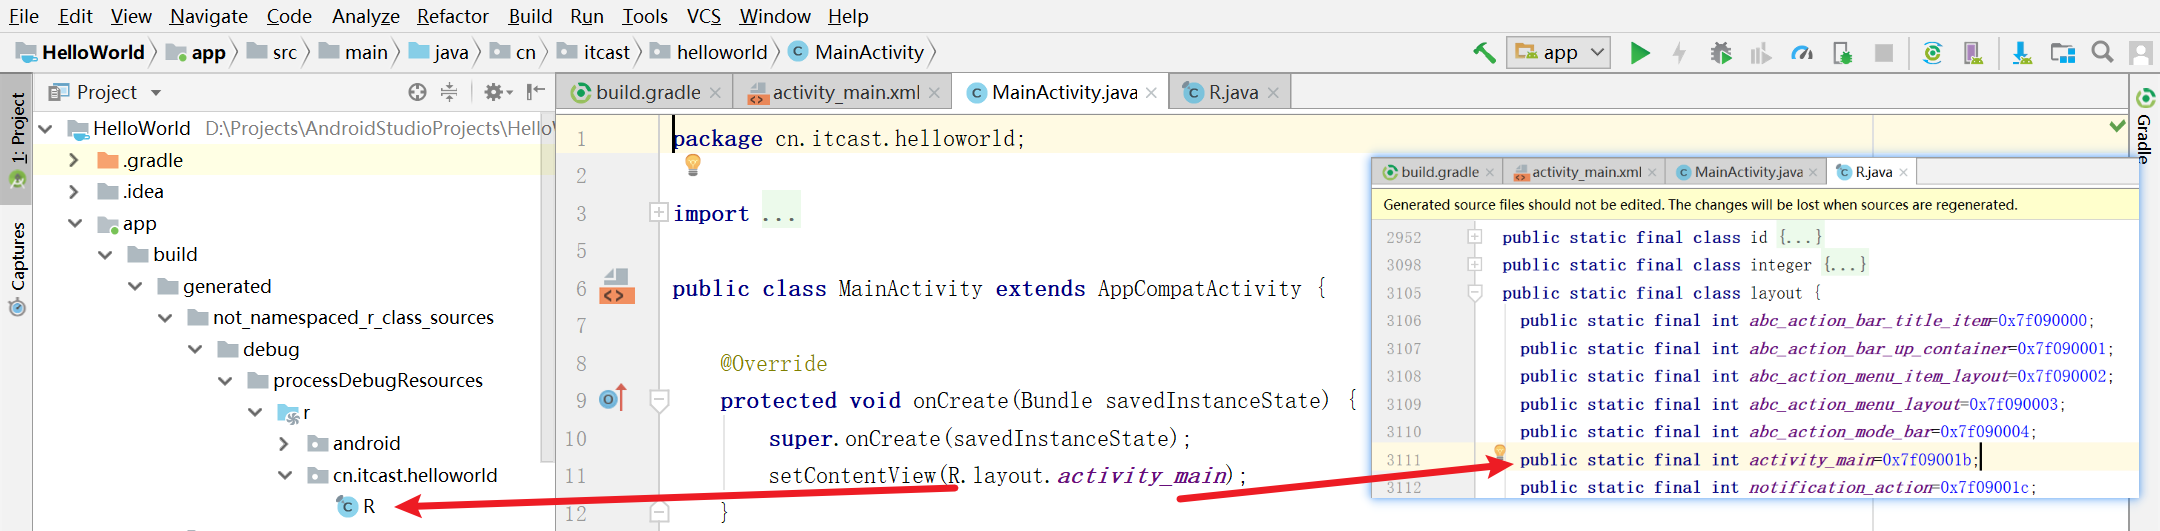 File Edit View Navigate Code Analyze Refactor Build Run Tools VCS Window Help
HelloWorld app src main java cn itcast helloworld MainActivity app
Project
1: Project
Captures
HelloWorld D:\Projects\AndroidStudioProjects\Hello
.gradle
.idea
app
build
generated
not_namespaced_r_class_sources
debug
processDebugResources
r
android
cn.itcast.helloworld
R
build.gradle activity_main.xml MainActivity.java R.java
1 package cn.itcast.helloworld;
2
3 import ...
5
6 public class MainActivity extends AppCompatActivity {
7
8 @Override
9 protected void onCreate(Bundle savedInstanceState) {
10 super.onCreate(savedInstanceState);
11 setContentView(R.layout.activity_main);
12 }
build.gradle activity_main.xml MainActivity.java R.java
Generated source files should not be edited. The changes will be lost when sources are regenerated.
2952 public static final class id {...}
3098 public static final class integer {...}
3105 public static final class layout {
3106 public static final int abc_action_bar_title_item=0x7f090000;
3107 public static final int abc_action_bar_up_container=0x7f090001;
3108 public static final int abc_action_menu_item_layout=0x7f090002;
3109 public static final int abc_action_menu_layout=0x7f090003;
3110 public static final int abc_action_mode_bar=0x7f090004;
3111 public static final int activity_main=0x7f09001b;
3112 public static final int notification_action=0x7f09001c;
Gradle